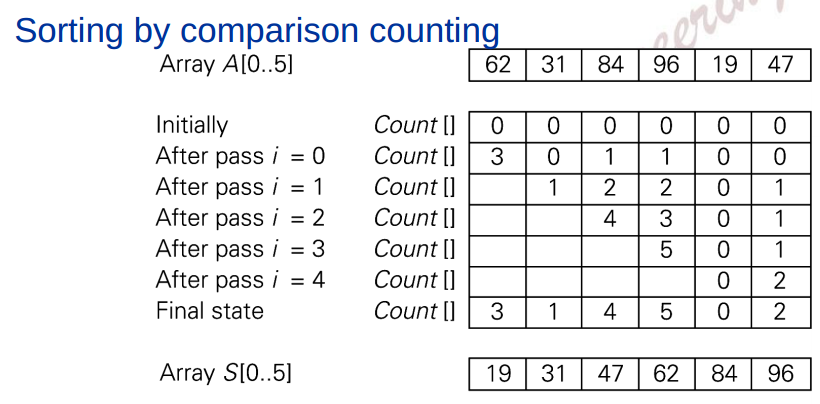 Sorting by comparison counting
Array A[0..5] 62 31 84 96 19 47
Initially Count [] 0 0 0 0 0 0
After pass i = 0 Count [] 3 0 1 1 0 0
After pass i = 1 Count [] 1 2 2 0 1
After pass i = 2 Count [] 4 3 0 1
After pass i = 3 Count [] 5 0 1
After pass i = 4 Count [] 0 2
Final state Count [] 3 1 4 5 0 2
Array S[0..5] 19 31 47 62 84 96